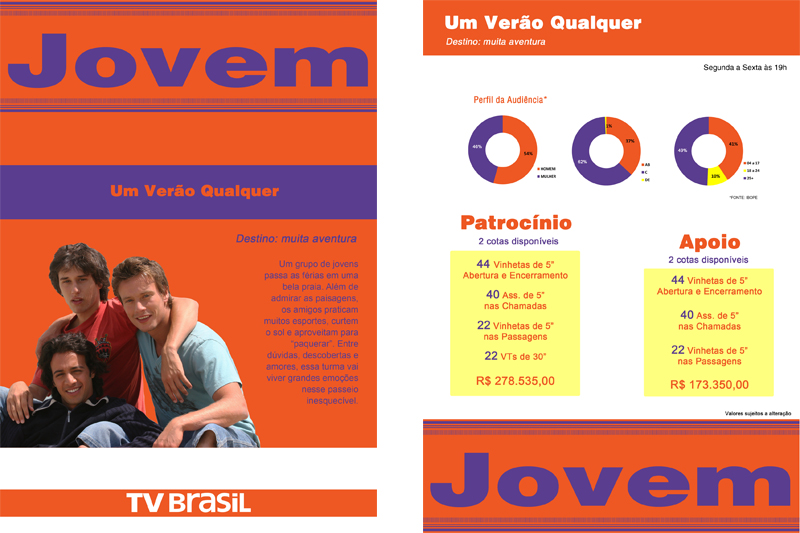 Jovem
Um Verão Qualquer
Destino: muita aventura
Um grupo de jovens
passa as férias em uma
bela praia. Além de
admirar as paisagens,
os amigos praticam
muitos esportes, curtem
o sol e aproveitam para
"paquerar". Entre
dúvidas, descobertas e
amores, essa turma vai
viver grandes emoções
nesse passeio
inesquecível.
TV BRASIL
Um Verão Qualquer
Destino: muita aventura
Segunda a Sexta às 19h
Perfil da Audiência*
46%
54%
HOMEM
MULHER
1%
37%
62%
AB
C
DE
41%
10%
49%
04 a 17
18 a 24
25+
*FONTE: IBOPE
Patrocínio
2 cotas disponíveis
44 Vinhetas de 5"
Abertura e Encerramento
40 Ass. de 5"
nas Chamadas
22 Vinhetas de 5"
nas Passagens
22 VTs de 30"
R$ 278.535,00
Apoio
2 cotas disponíveis
44 Vinhetas de 5"
Abertura e Encerramento
40 Ass. de 5"
nas Chamadas
22 Vinhetas de 5"
nas Passagens
R$ 173.350,00
Valores sujeitos a alteração
Jovem